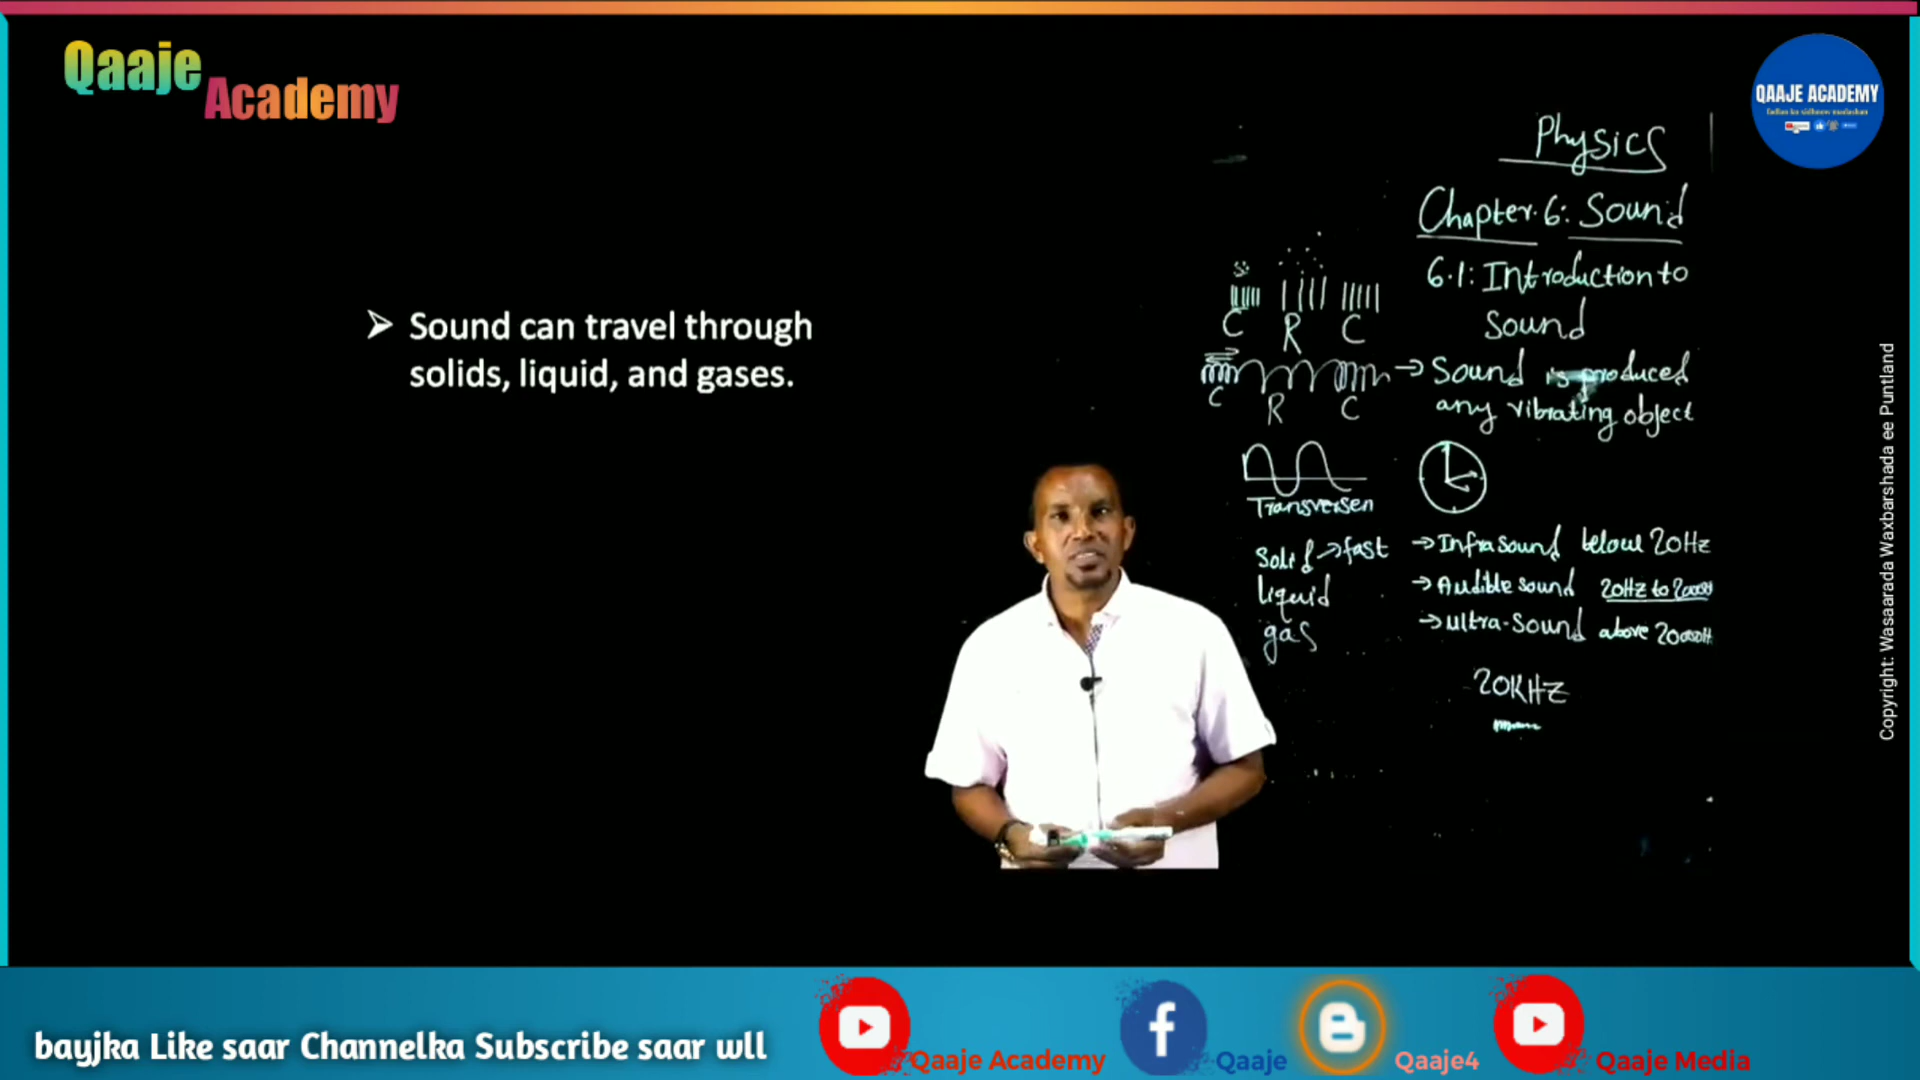 Qaaje
Academy
QAAJE ACADEMY
Physics
Chapter 6: Sound
6.1: Introduction to
Sound
→ Sound is produced
any vibrating object
➤ Sound can travel through
solids, liquid, and gases.
C R C
C R C
Transversen
Solid → fast
liquid
gas
→ Infrasound below 20Hz
→ Audible sound 20Hz to
→ Ultra-Sound above
20KHZ
Copyright: Wasaarada Waxbarshada ee Puntland
bayjka Like saar Channelka Subscribe saar wll
Qaaje Academy
Qaaje
Qaaje4
Qaaje Media